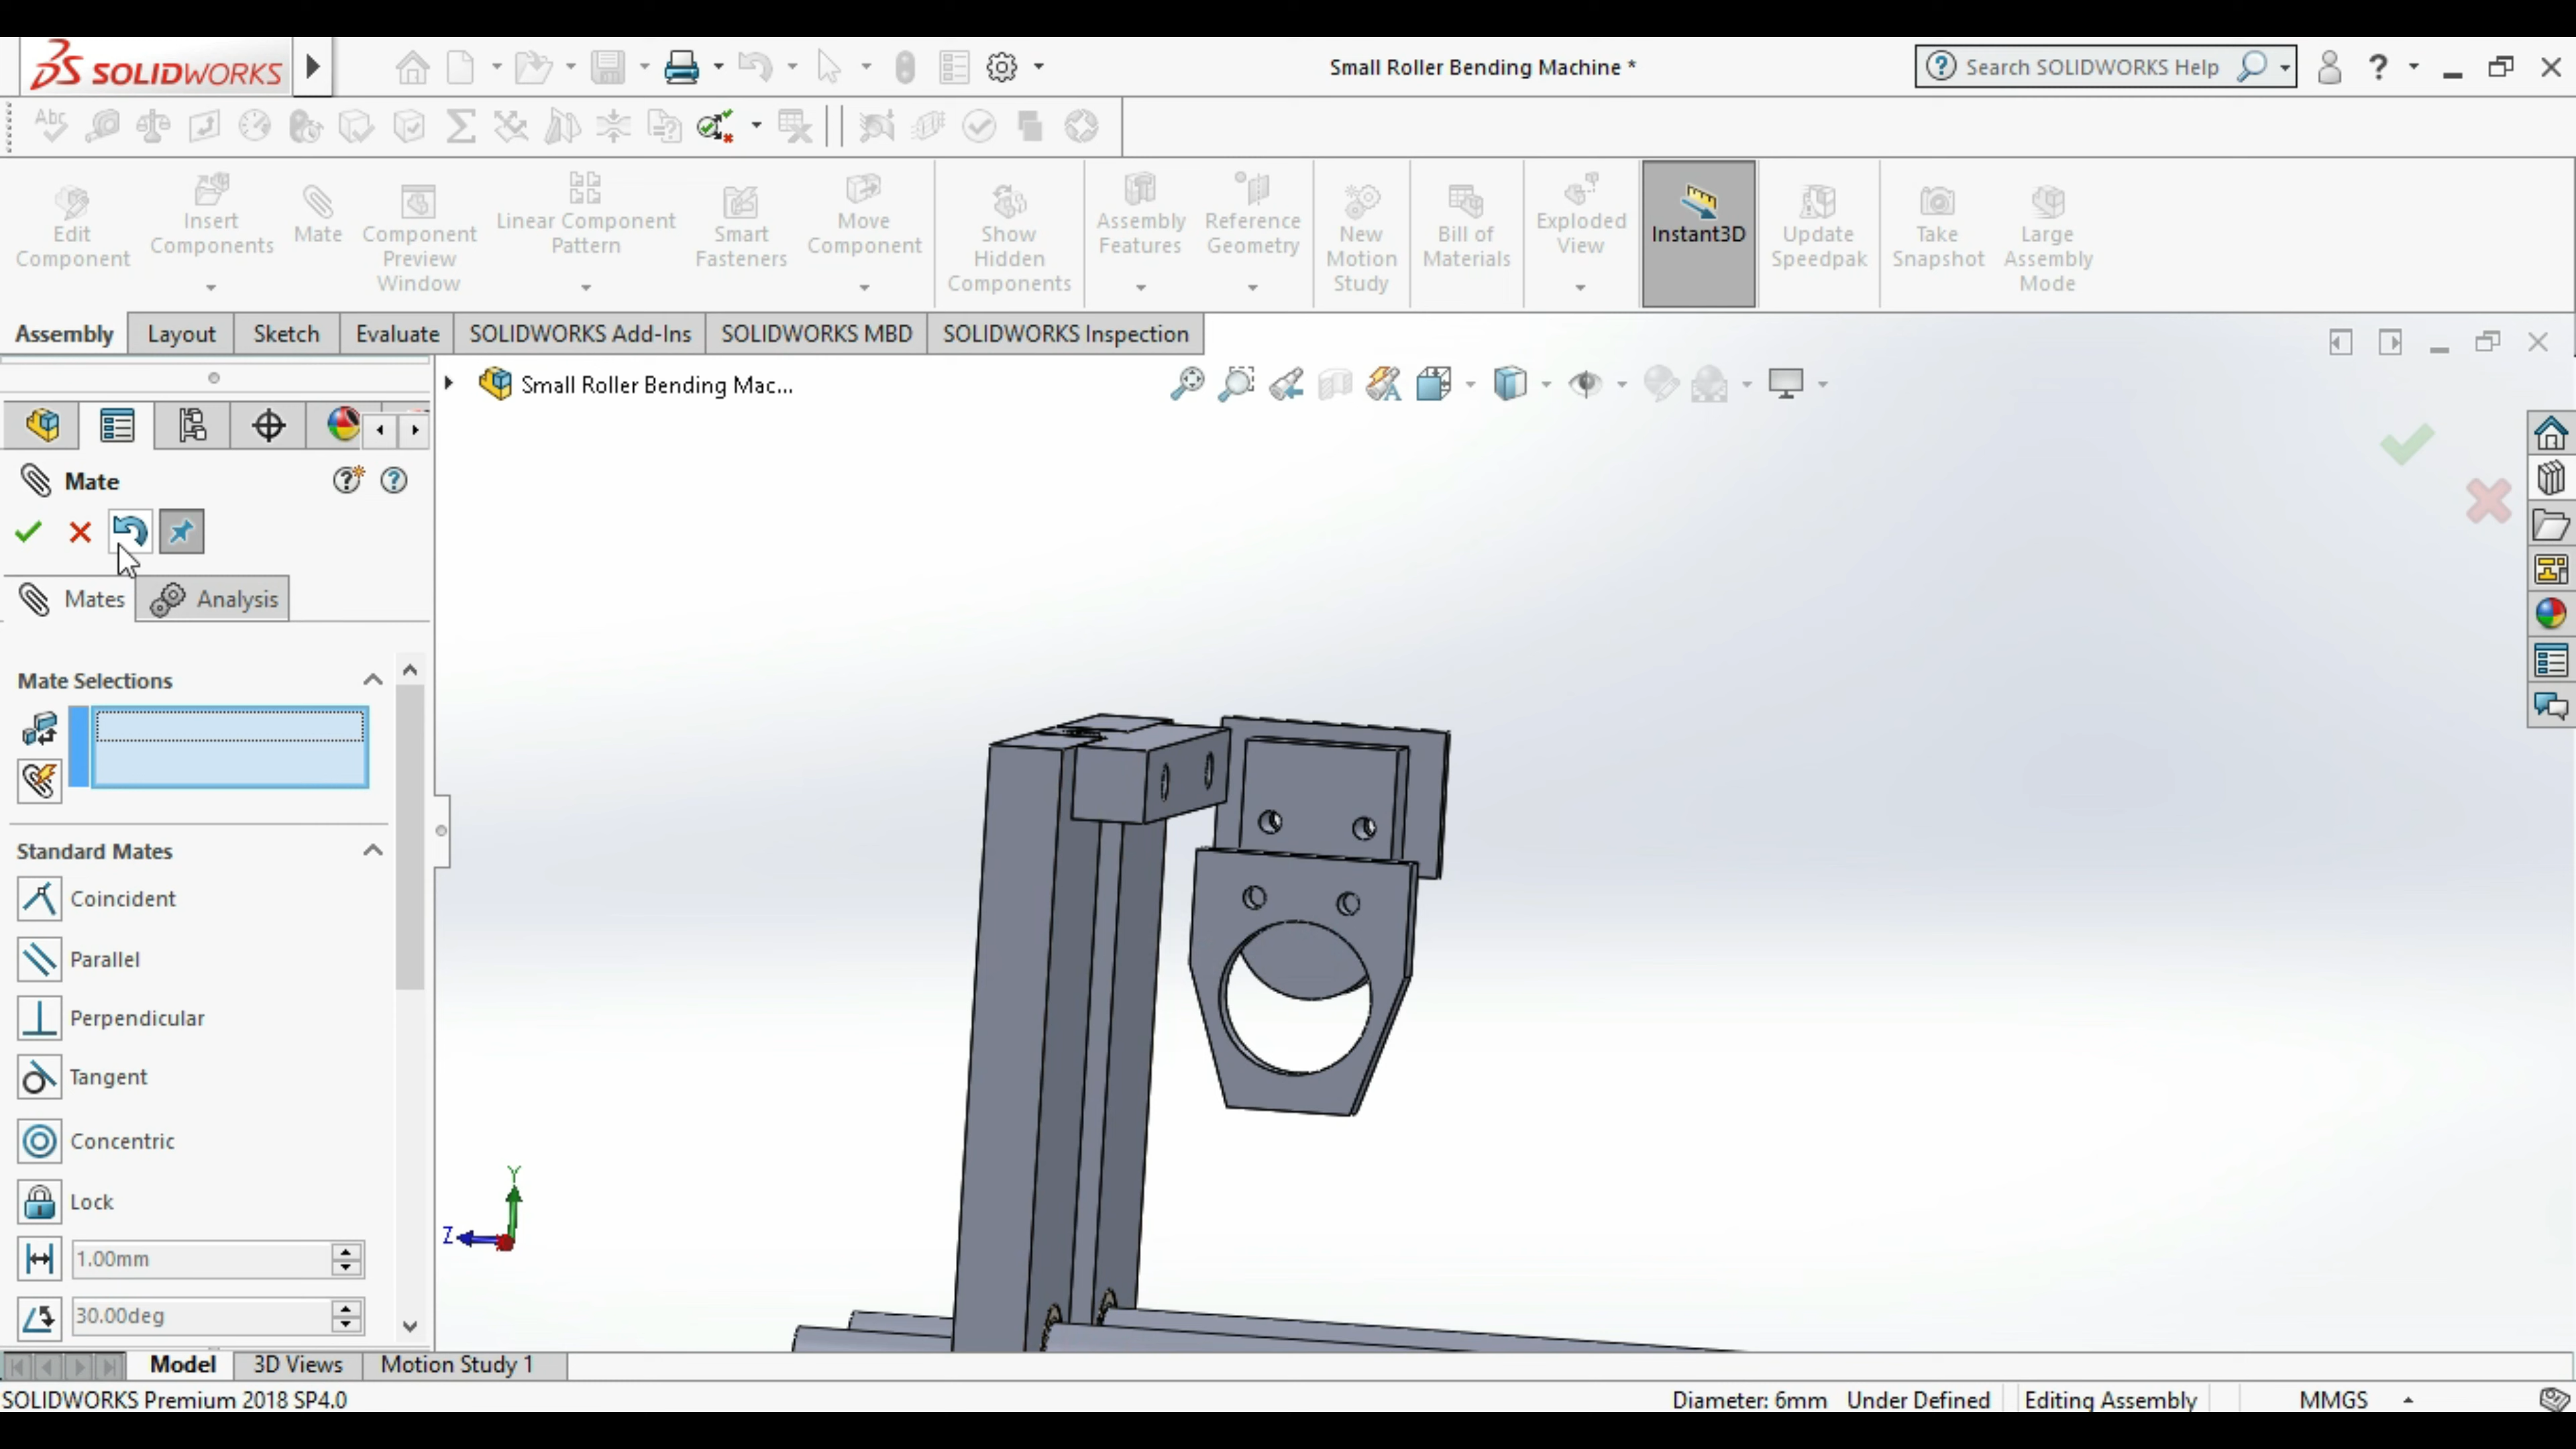 SOLIDWORKS
Small Roller Bending Machine *
Search SOLIDWORKS Help
Abc
Edit Component
Insert Components
Mate
Component Preview Window
Linear Component Pattern
Smart Fasteners
Move Component
Show Hidden Components
Assembly Features
Reference Geometry
New Motion Study
Bill of Materials
Exploded View
Instant3D
Update Speedpak
Take Snapshot
Large Assembly Mode
Assembly
Layout
Sketch
Evaluate
SOLIDWORKS Add-Ins
SOLIDWORKS MBD
SOLIDWORKS Inspection
Small Roller Bending Mac...
Mate
Mates
Analysis
Mate Selections
Standard Mates
Coincident
Parallel
Perpendicular
Tangent
Concentric
Lock
1.00mm
30.00deg
Y
Z
Model
3D Views
Motion Study 1
SOLIDWORKS Premium 2018 SP4.0
Diameter: 6mm
Under Defined
Editing Assembly
MMGS